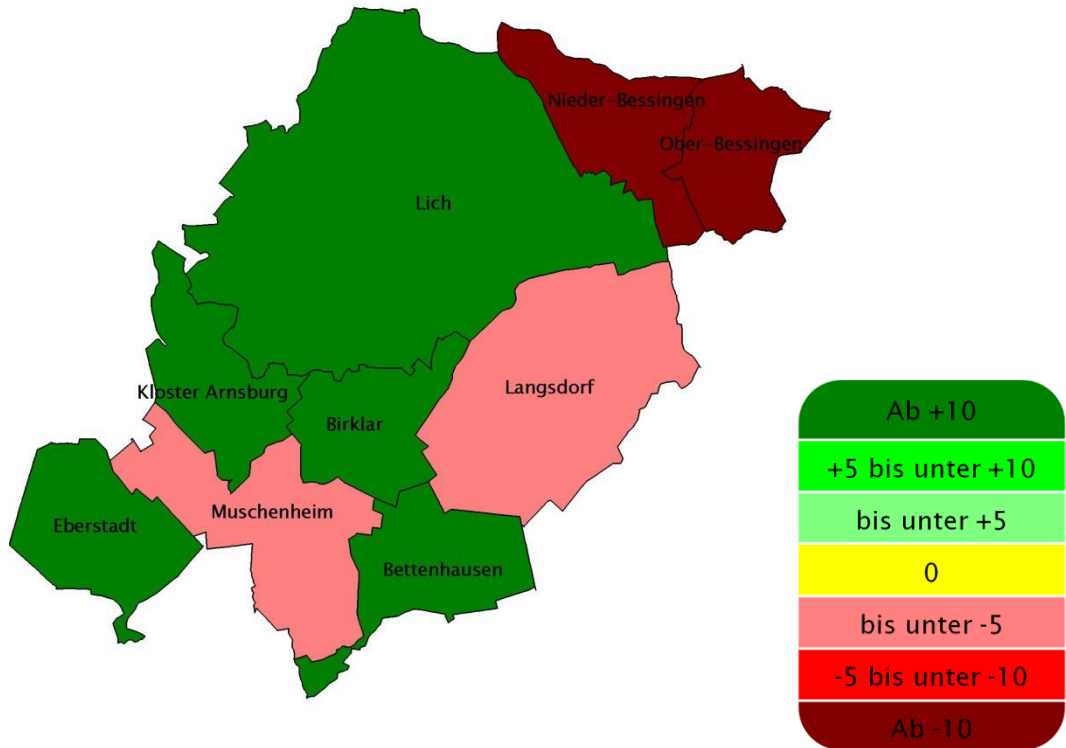 Nieder-Bessingen
Ober-Bessingen
Lich
Kloster Arnsburg
Langsdorf
Birklar
Muschenheim
Eberstadt
Bettenhausen
Ab +10
+5 bis unter +10
bis unter +5
0
bis unter -5
-5 bis unter -10
Ab -10